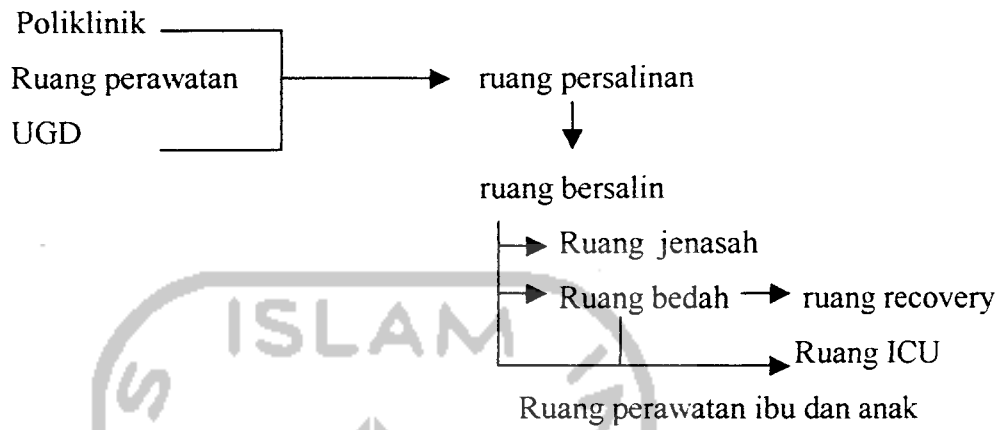 Poliklinik
Ruang perawatan
ruang persalinan
UGD
ruang bersalin
Ruang jenasah
Ruang bedah
ruang recovery
Ruang ICU
Ruang perawatan ibu dan anak
ISLAM
S